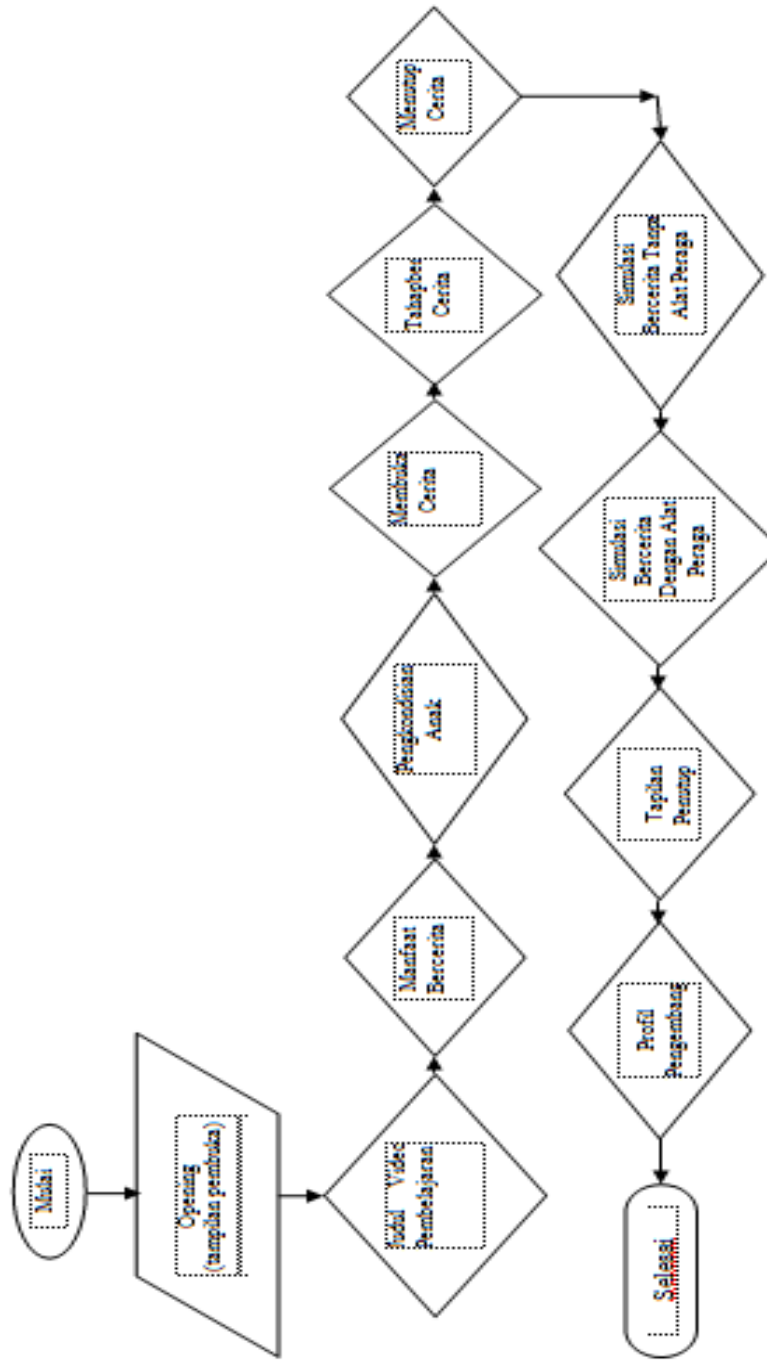 Mulai
Opening
(tampilan pembuka)
Judul Video
Pembelajaran
Manfaat
Bercerita
Pengkondisian
Anak
Membuka
Cerita
Tahapber
Cerita
Menutup
Cerita
Simulasi
Bercerita Tanpa
Alat Peraga
Simulasi
Bercerita
Dengan Alat
Peraga
Tapilan
Penutup
Profil
Pengembang
Selesai